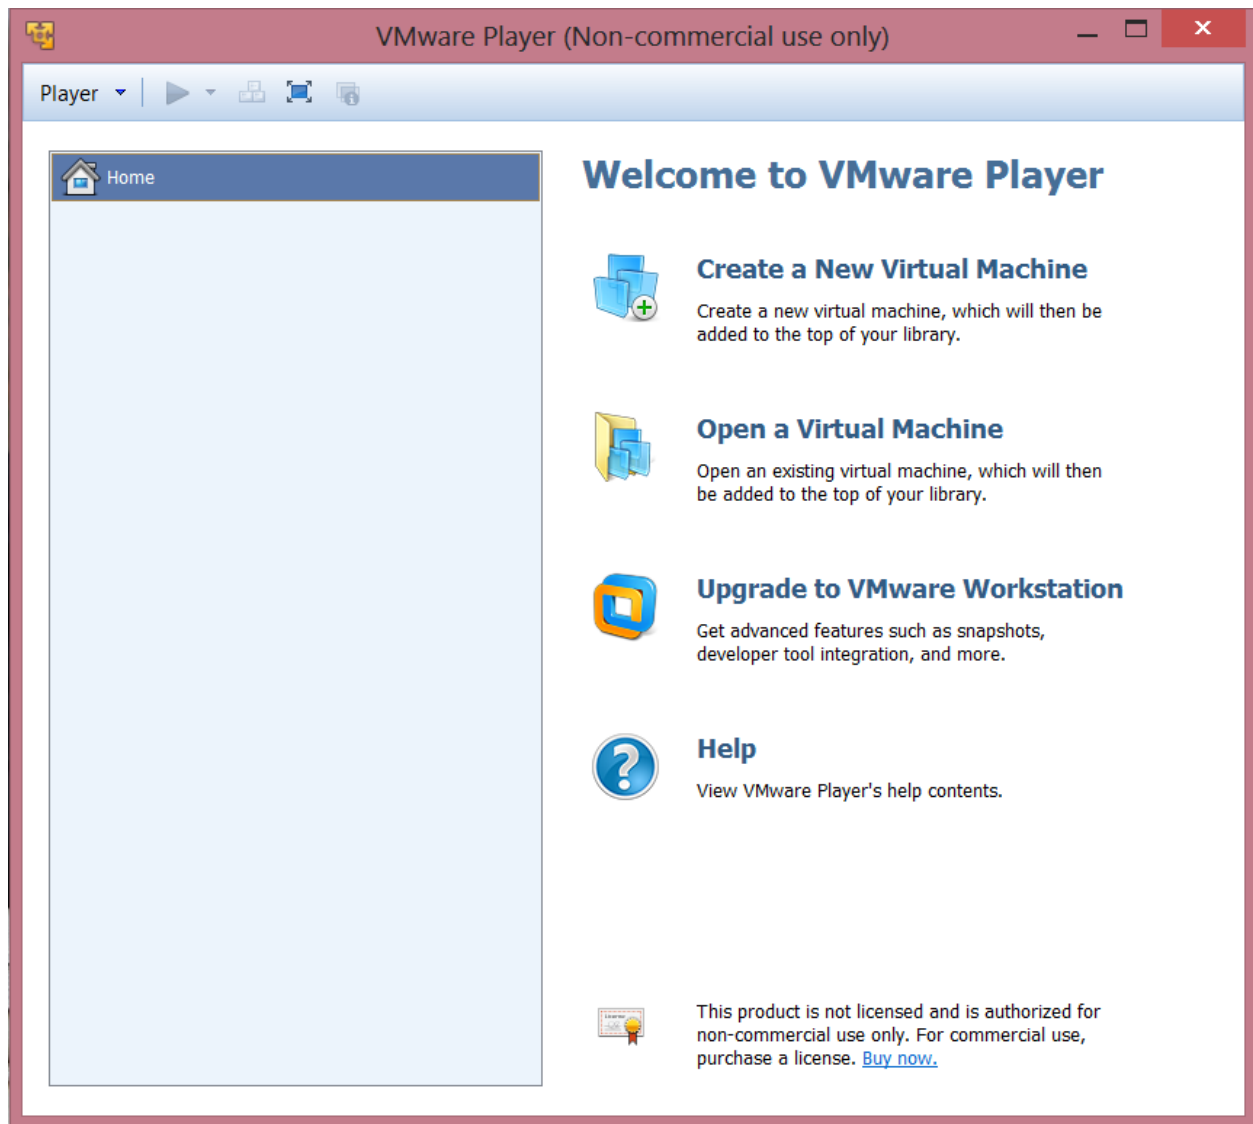 VMware Player (Non-commercial use only)
Player
Home
Welcome to VMware Player
Create a New Virtual Machine
Create a new virtual machine, which will then be
added to the top of your library.
Open a Virtual Machine
Open an existing virtual machine, which will then
be added to the top of your library.
Upgrade to VMware Workstation
Get advanced features such as snapshots,
developer tool integration, and more.
Help
View VMware Player's help contents.
This product is not licensed and is authorized for
non-commercial use only. For commercial use,
purchase a license. Buy now.